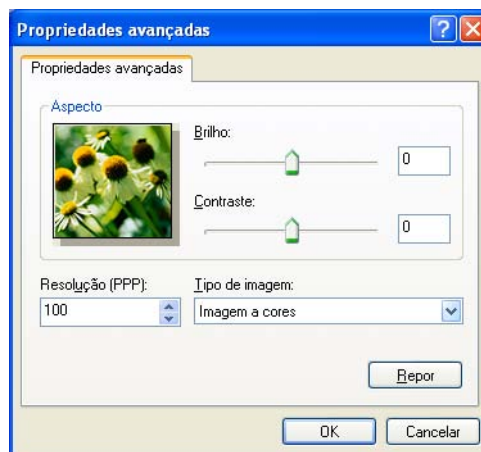 Propriedades avançadas
Propriedades avançadas
Aspecto
Brilho:
0
Contraste:
0
Resolução (PPP): Tipo de imagem:
100 Imagem a cores
Repor
OK Cancelar